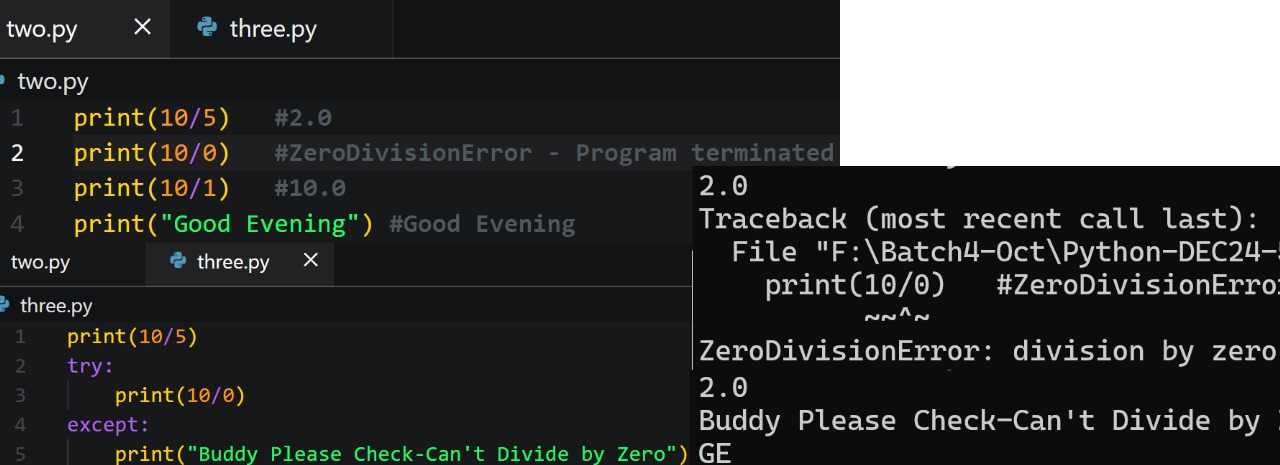 two.py
three.py
two.py
1 print(10/5) #2.0
2 print(10/0) #ZeroDivisionError - Program terminated
3 print(10/1) #10.0
4 print("Good Evening") #Good Evening
two.py
three.py
three.py
1 print(10/5)
2 try:
3 print(10/0)
4 except:
5 print("Buddy Please Check-Can't Divide by Zero")
2.0
Traceback (most recent call last):
File "F:\Batch4-Oct\Python-DEC24-
print(10/0) #ZeroDivisionErro
~~^~
ZeroDivisionError: division by zero
2.0
Buddy Please Check-Can't Divide by
GE